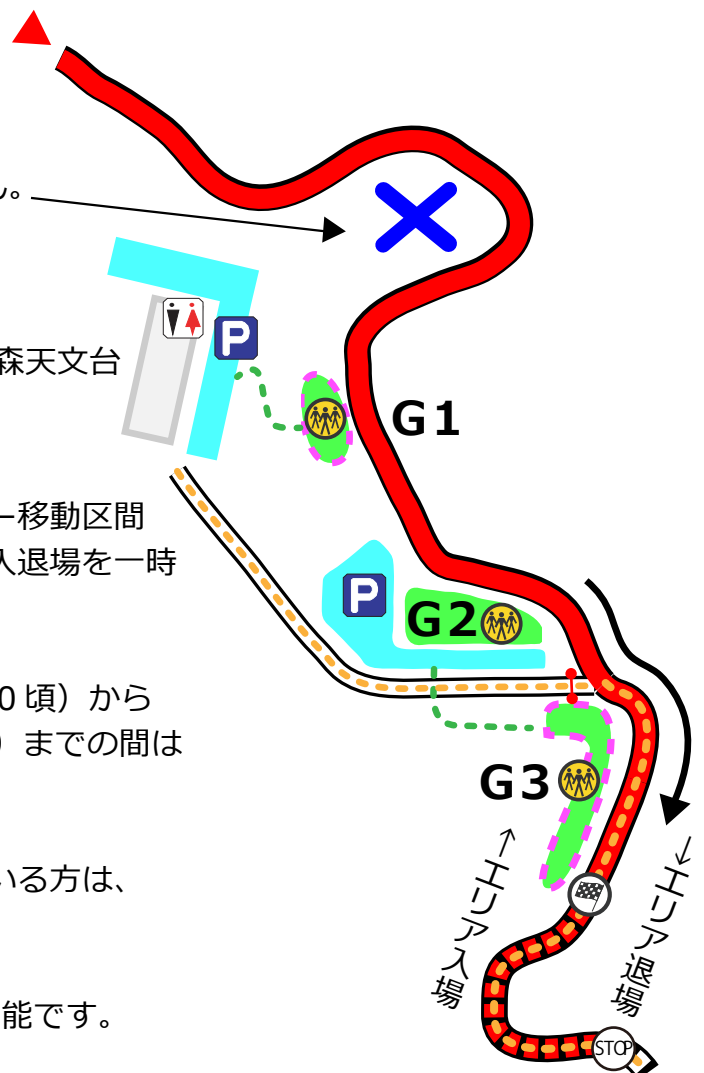 ん。
P
森天文台
G1
ー移動区間
入退場を一時
P
G2
0 頃）から
）までの間は
G3
いる方は、
↑エリア入場
↓エリア退場
能です。
STOP